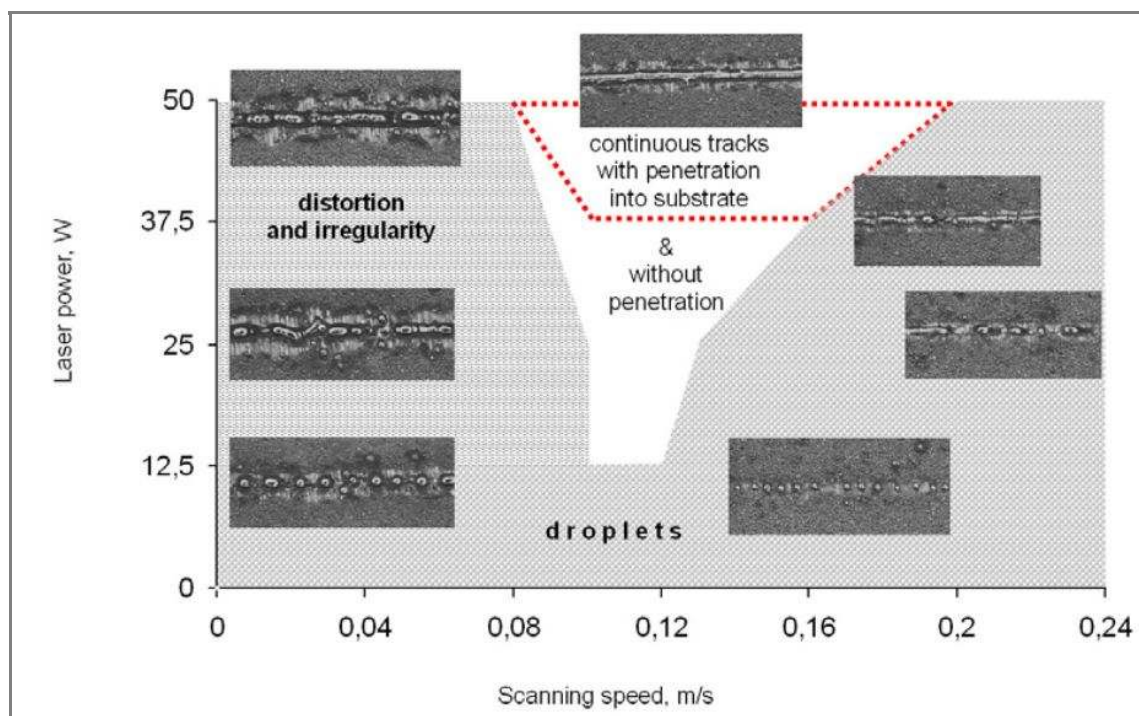 50
37,5
25
12,5
0
Laser power, W
0
0,04
0,08
0,12
0,16
0,2
0,24
Scanning speed, m/s
distortion
and irregularity
continuous tracks
with penetration
into substrate
&
without
penetration
droplets